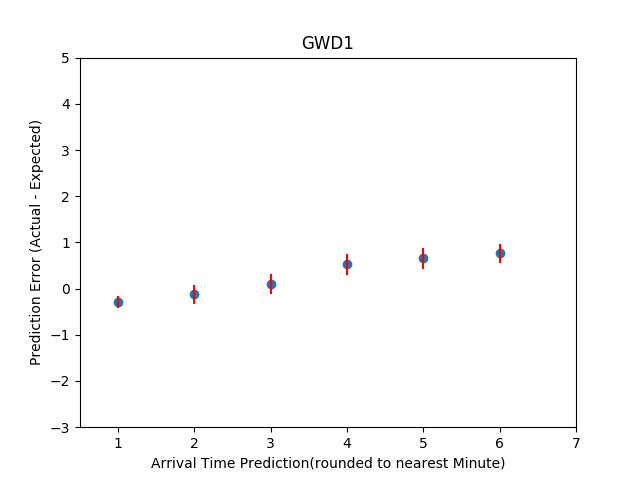 GWD1
5
4
3
2
1
0
−1
−2
−3
Prediction Error (Actual - Expected)
1 2 3 4 5 6 7
Arrival Time Prediction(rounded to nearest Minute)